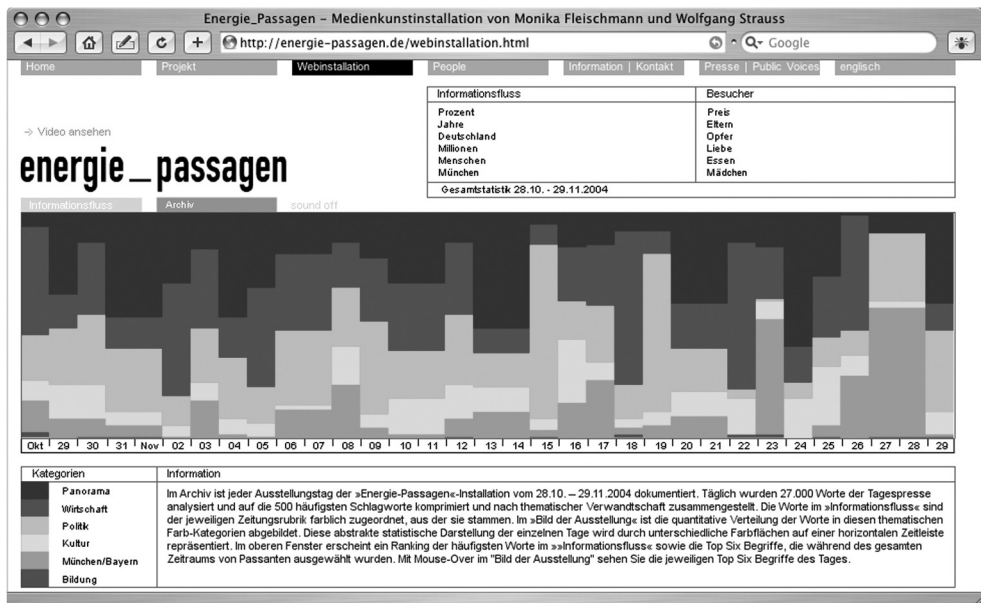 Energie_Passagen – Medienkunstinstallation von Monika Fleischmann und Wolfgang Strauss
http://energie-passagen.de/webinstallation.html
Google
Home Projekt Webinstallation People Information | Kontakt Presse | Public Voices englisch
Informationsfluss Besucher
Prozent Preis
Jahre Eltern
Deutschland Opfer
Millionen Liebe
Menschen Essen
München Mädchen
Gesamtstatistik 28.10. - 29.11.2004
-> Video ansehen
energie_passagen
Informationsfluss Archiv sound off
Okt 29 30 31 Nov 02 03 04 05 06 07 08 09 10 11 12 13 14 15 16 17 18 19 20 21 22 23 24 25 26 27 28 29
Kategorien Information
Panorama
Wirtschaft
Politik
Kultur
München/Bayern
Bildung
Im Archiv ist jeder Ausstellungstag der »Energie-Passagen«-Installation vom 28.10. – 29.11.2004 dokumentiert. Täglich wurden 27.000 Worte der Tagespresse
analysiert und auf die 500 häufigsten Schlagworte komprimiert und nach thematischer Verwandtschaft zusammengestellt. Die Worte im »Informationsfluss« sind
der jeweiligen Zeitungsrubrik farblich zugeordnet, aus der sie stammen. Im »Bild der Ausstellung« ist die quantitative Verteilung der Worte in diesen thematischen
Farb-Kategorien abgebildet. Diese abstrakte statistische Darstellung der einzelnen Tage wird durch unterschiedliche Farbflächen auf einer horizontalen Zeitleiste
repräsentiert. Im oberen Fenster erscheint ein Ranking der häufigsten Worte im »»Informationsfluss« sowie die Top Six Begriffe, die während des gesamten
Zeitraums von Passanten ausgewählt wurden. Mit Mouse-Over im "Bild der Ausstellung" sehen Sie die jeweiligen Top Six Begriffe des Tages.